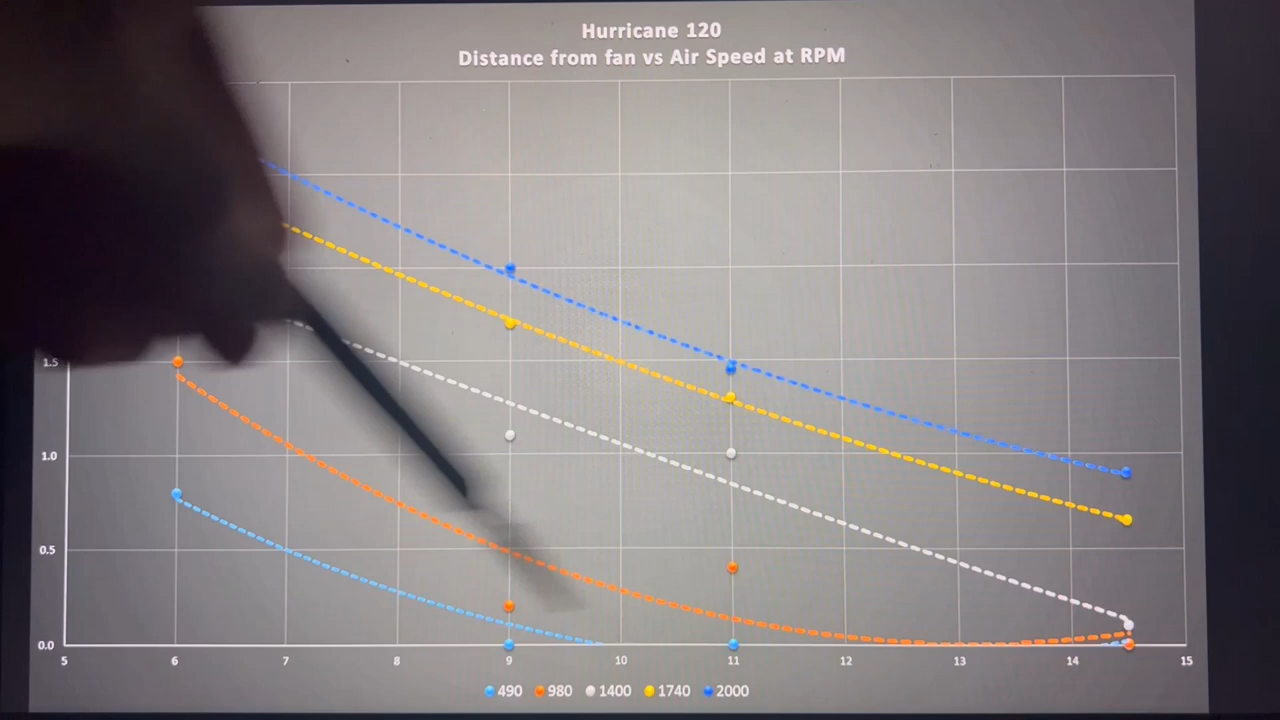 Hurricane 120
Distance from fan vs Air Speed at RPM
1.5
1.0
0.5
0.0
5 6 7 8 9 10 11 12 13 14 15
490 980 1400 1740 2000